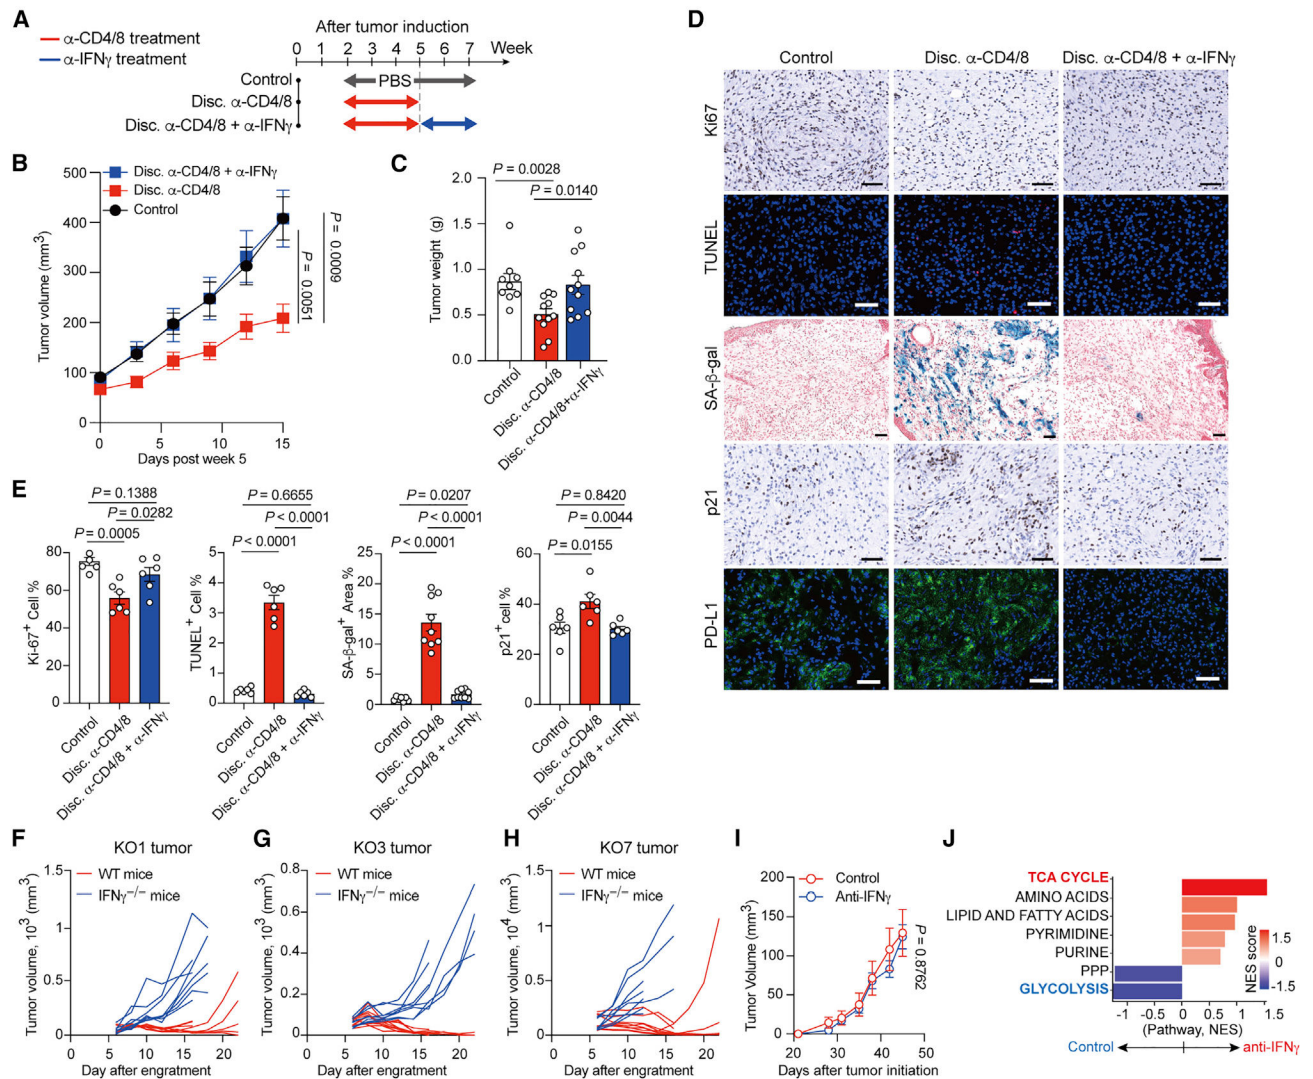 A
α-CD4/8 treatment
α-IFNγ treatment
After tumor induction
0 1 2 3 4 5 6 7 Week
Control
PBS
Disc. α-CD4/8
Disc. α-CD4/8 + α-IFNγ
B
Disc. α-CD4/8 + α-IFNγ
Disc. α-CD4/8
Control
Tumor volume (mm³)
500
400
300
200
100
0
0 5 10 15
Days post week 5
P = 0.0051
P = 0.0009
C
P = 0.0028
P = 0.0140
Tumor weight (g)
2.0
1.0
0.5
0.0
Control
Disc. α-CD4/8
Disc. α-CD4/8+α-IFNγ
D
Control
Disc. α-CD4/8
Disc. α-CD4/8 + α-IFNγ
Ki67
TUNEL
SA-β-gal
p21
PD-L1
E
P = 0.1388
P = 0.0282
P = 0.0005
Ki-67⁺ Cell %
80
60
40
20
0
Control
Disc. α-CD4/8
Disc. α-CD4/8 + α-IFNγ
P = 0.6655
P < 0.0001
P < 0.0001
TUNEL⁺ Cell %
5
4
3
2
1
0
Control
Disc. α-CD4/8
Disc. α-CD4/8 + α-IFNγ
P = 0.0207
P < 0.0001
P < 0.0001
SA-β-gal⁺ Area %
25
20
15
10
5
0
Control
Disc. α-CD4/8
Disc. α-CD4/8 + α-IFNγ
P = 0.8420
P = 0.0044
P = 0.0155
p21⁺cell %
60
40
20
0
Control
Disc. α-CD4/8
Disc. α-CD4/8 + α-IFNγ
F
KO1 tumor
WT mice
IFNγ⁻/⁻ mice
Tumor volume, 10³ (mm³)
1.5
1
0.5
0
0 5 10 15 20
Day after engratment
G
KO3 tumor
WT mice
IFNγ⁻/⁻ mice
Tumor volume, 10³ (mm³)
0.8
0.6
0.4
0.2
0
0 5 10 15 20
Day after engratment
H
KO7 tumor
WT mice
IFNγ⁻/⁻ mice
Tumor volume, 10⁴ (mm³)
1.5
1
0.5
0
0 5 10 15 20
Day after engratment
I
Control
Anti-IFNγ
Tumor Volume (mm³)
200
150
100
50
0
20 30 40 50
Days after tumor initiation
P = 0.8762
J
TCA CYCLE
AMINO ACIDS
LIPID AND FATTY ACIDS
PYRIMIDINE
PURINE
PPP
GLYCOLYSIS
1.5
0
-1.5
NES score
-1 -0.5 0 0.5 1 1.5
(Pathway, NES)
Control
anti-IFNγ